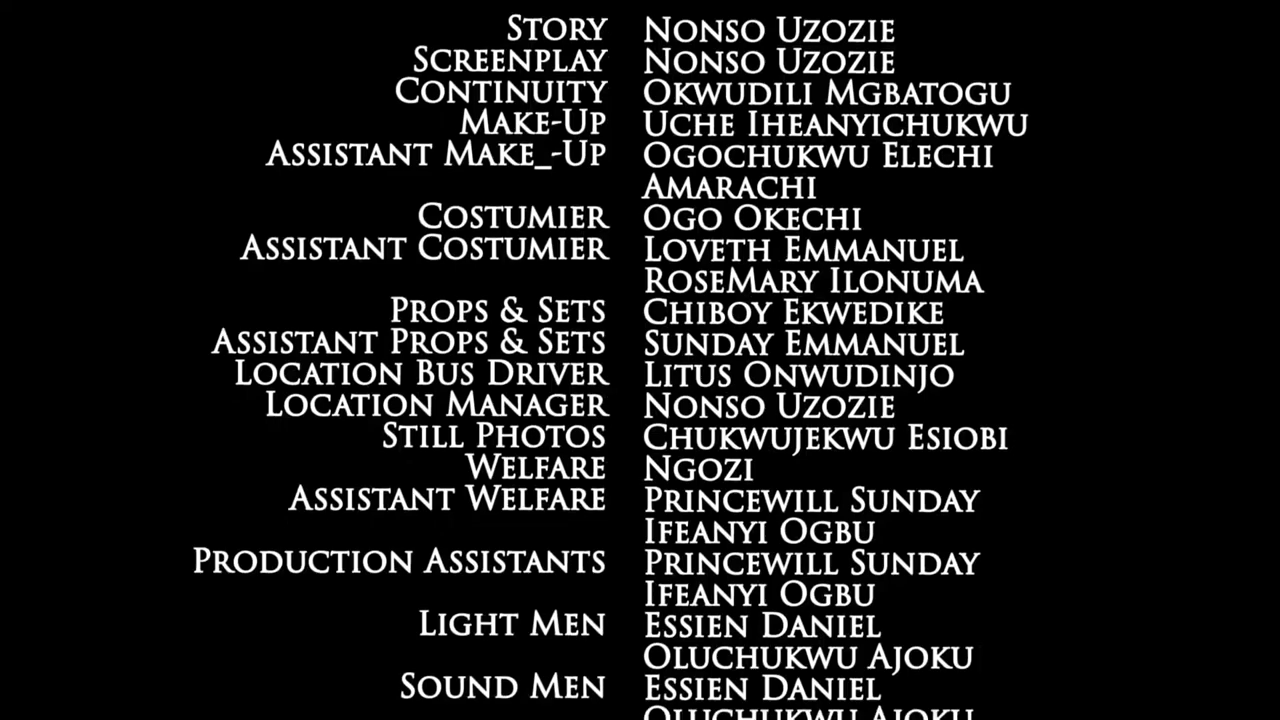 Story Nonso Uzozie
Screenplay Nonso Uzozie
Continuity Okwudili Mgbatogu
Make-Up Uche Iheanyichukwu
Assistant Make_-Up Ogochukwu Elechi
Amarachi
Costumier Ogo Okechi
Assistant Costumier Loveth Emmanuel
RoseMary Ilonuma
Props & Sets Chiboy Ekwedike
Assistant Props & Sets Sunday Emmanuel
Location Bus Driver Litus Onwudinjo
Location Manager Nonso Uzozie
Still Photos Chukwujekwu Esiobi
Welfare Ngozi
Assistant Welfare Princewill Sunday
Ifeanyi Ogbu
Production Assistants Princewill Sunday
Ifeanyi Ogbu
Light Men Essien Daniel
Oluchukwu Ajoku
Sound Men Essien Daniel
Oluchukwu Ajoku